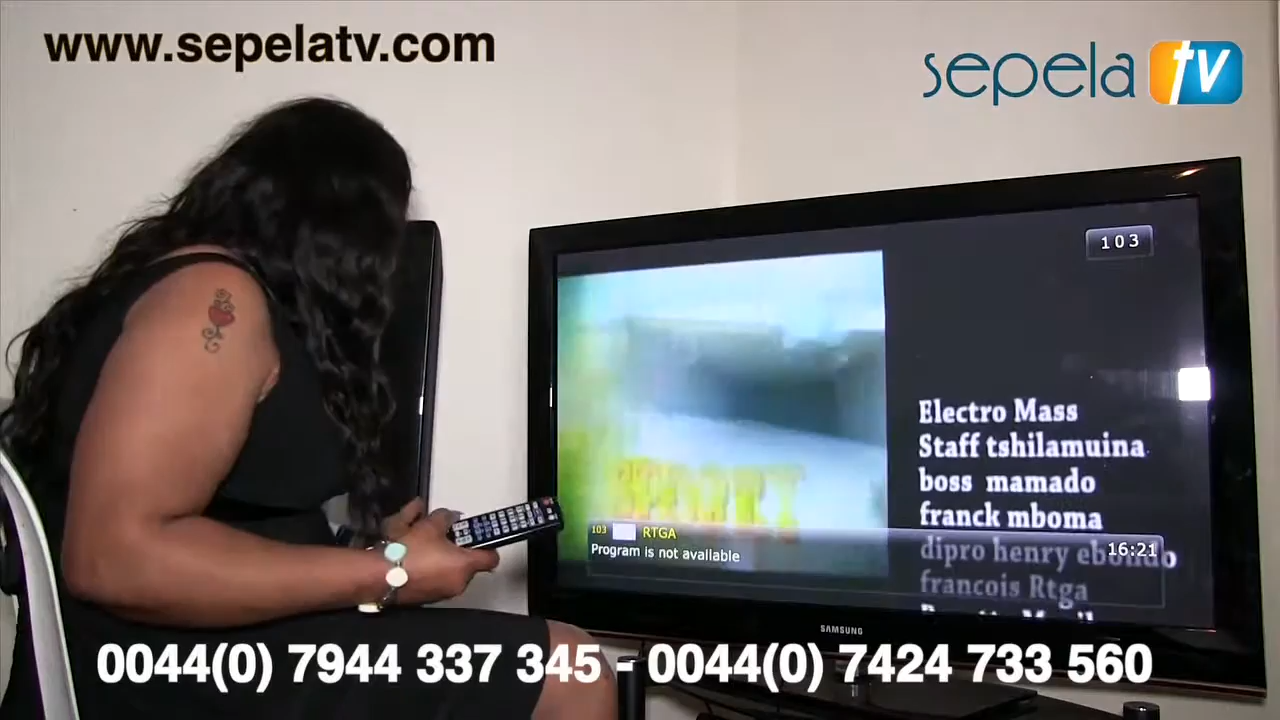 www.sepelatv.com
sepela tv
103
Electro Mass
Staff tshilamuina
boss mamado
franck mboma
dipro henry ebondo
francois Rtga
103 RTGA
16:21
Program is not available
SAMSUNG
0044(0) 7944 337 345 - 0044(0) 7424 733 560